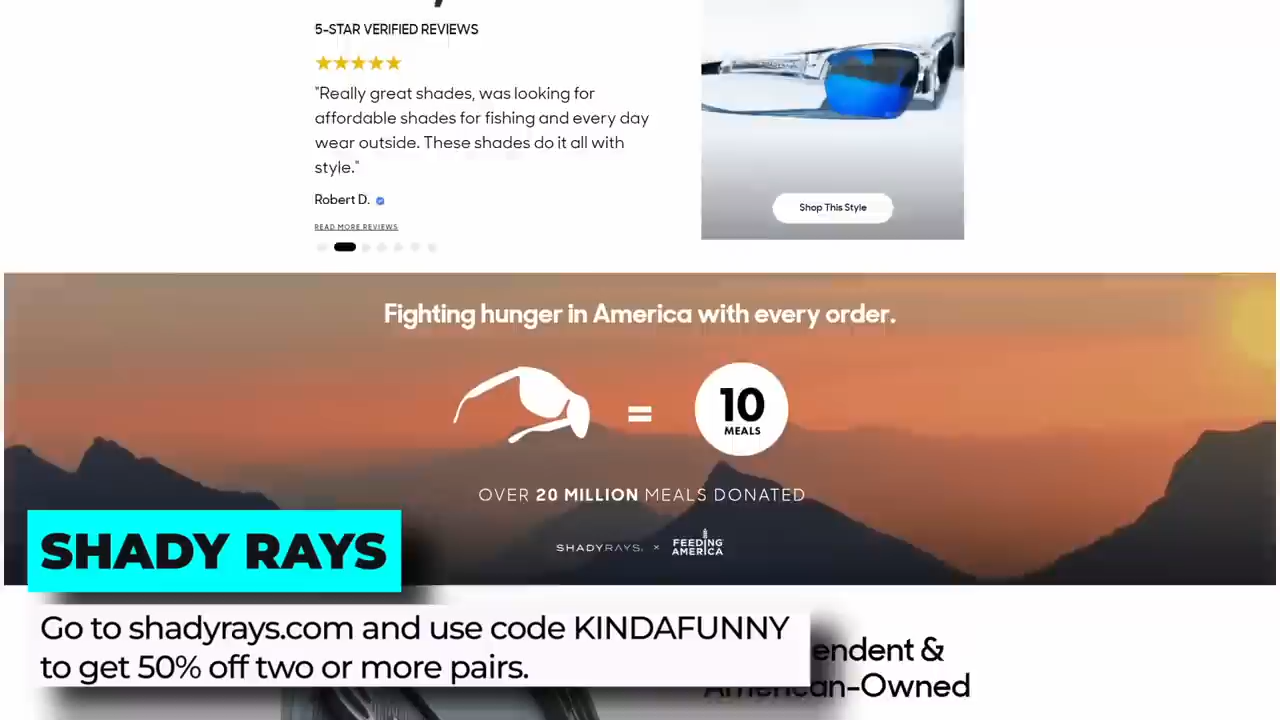 5-STAR VERIFIED REVIEWS
"Really great shades, was looking for
affordable shades for fishing and every day
wear outside. These shades do it all with
style."
Robert D.
READ MORE REVIEWS
Shop This Style
Fighting hunger in America with every order.
=
10
MEALS
OVER 20 MILLION MEALS DONATED
SHADYRAYS. × FEEDING
AMERICA
SHADY RAYS
Go to shadyrays.com and use code KINDAFUNNY
to get 50% off two or more pairs.
endent &
American-Owned